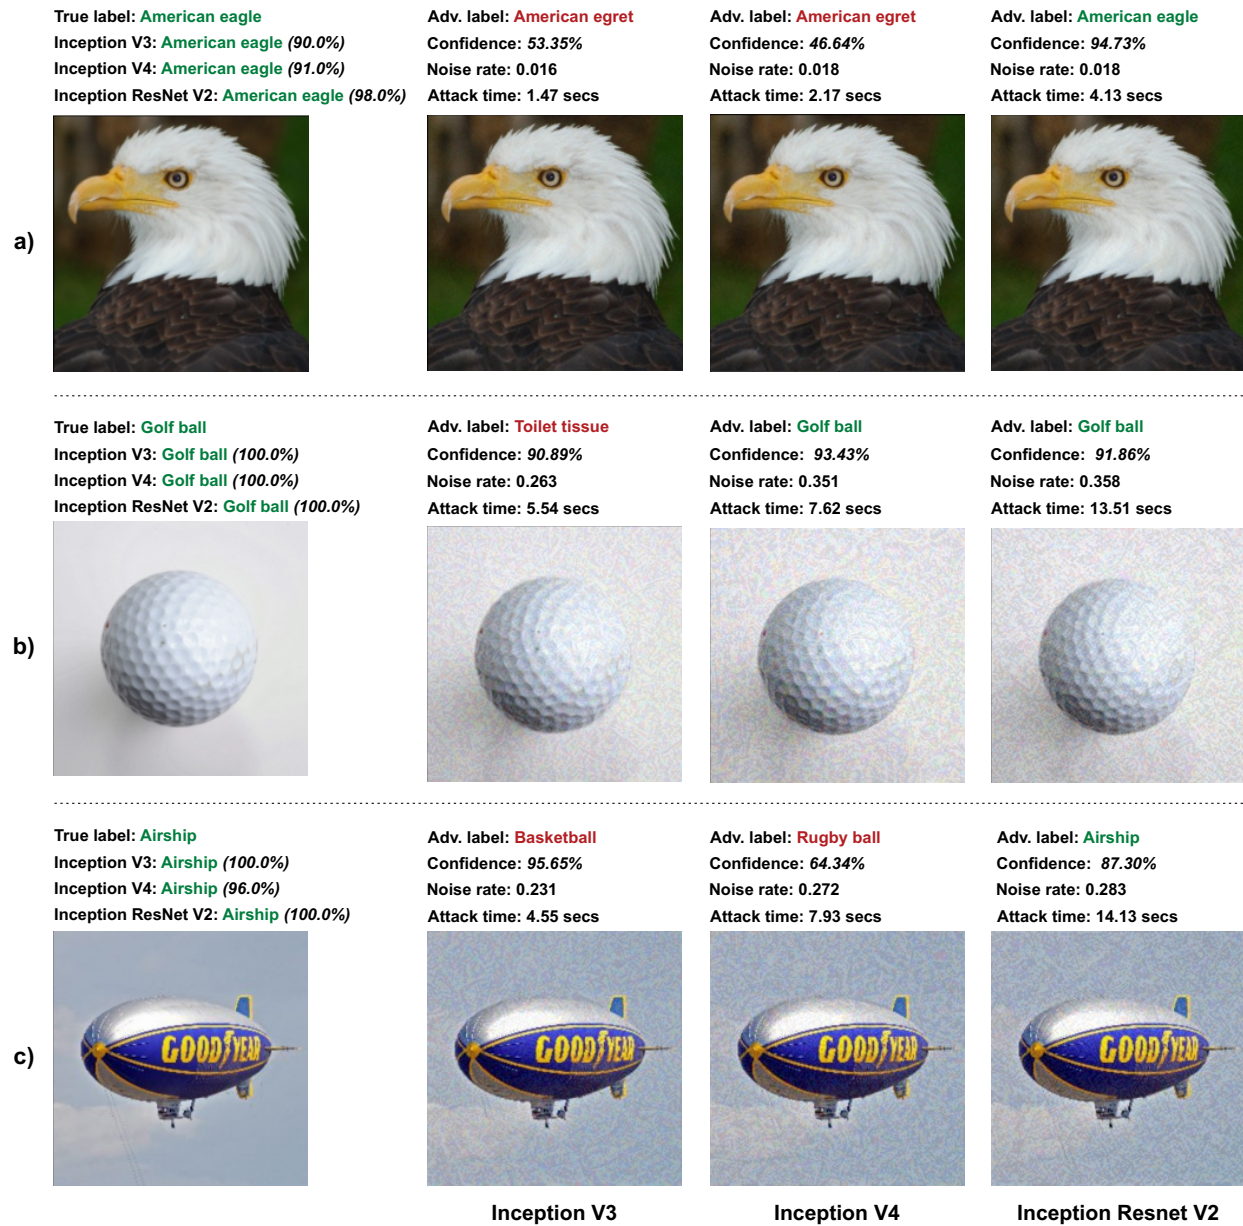 True label: American eagle
Inception V3: American eagle (90.0%)
Inception V4: American eagle (91.0%)
Inception ResNet V2: American eagle (98.0%)
Adv. label: American egret
Confidence: 53.35%
Noise rate: 0.016
Attack time: 1.47 secs
Adv. label: American egret
Confidence: 46.64%
Noise rate: 0.018
Attack time: 2.17 secs
Adv. label: American eagle
Confidence: 94.73%
Noise rate: 0.018
Attack time: 4.13 secs
a)
True label: Golf ball
Inception V3: Golf ball (100.0%)
Inception V4: Golf ball (100.0%)
Inception ResNet V2: Golf ball (100.0%)
Adv. label: Toilet tissue
Confidence: 90.89%
Noise rate: 0.263
Attack time: 5.54 secs
Adv. label: Golf ball
Confidence: 93.43%
Noise rate: 0.351
Attack time: 7.62 secs
Adv. label: Golf ball
Confidence: 91.86%
Noise rate: 0.358
Attack time: 13.51 secs
b)
True label: Airship
Inception V3: Airship (100.0%)
Inception V4: Airship (96.0%)
Inception ResNet V2: Airship (100.0%)
Adv. label: Basketball
Confidence: 95.65%
Noise rate: 0.231
Attack time: 4.55 secs
Adv. label: Rugby ball
Confidence: 64.34%
Noise rate: 0.272
Attack time: 7.93 secs
Adv. label: Airship
Confidence: 87.30%
Noise rate: 0.283
Attack time: 14.13 secs
c)
GOODYEAR
GOODYEAR
GOODYEAR
GOODYEAR
Inception V3
Inception V4
Inception Resnet V2